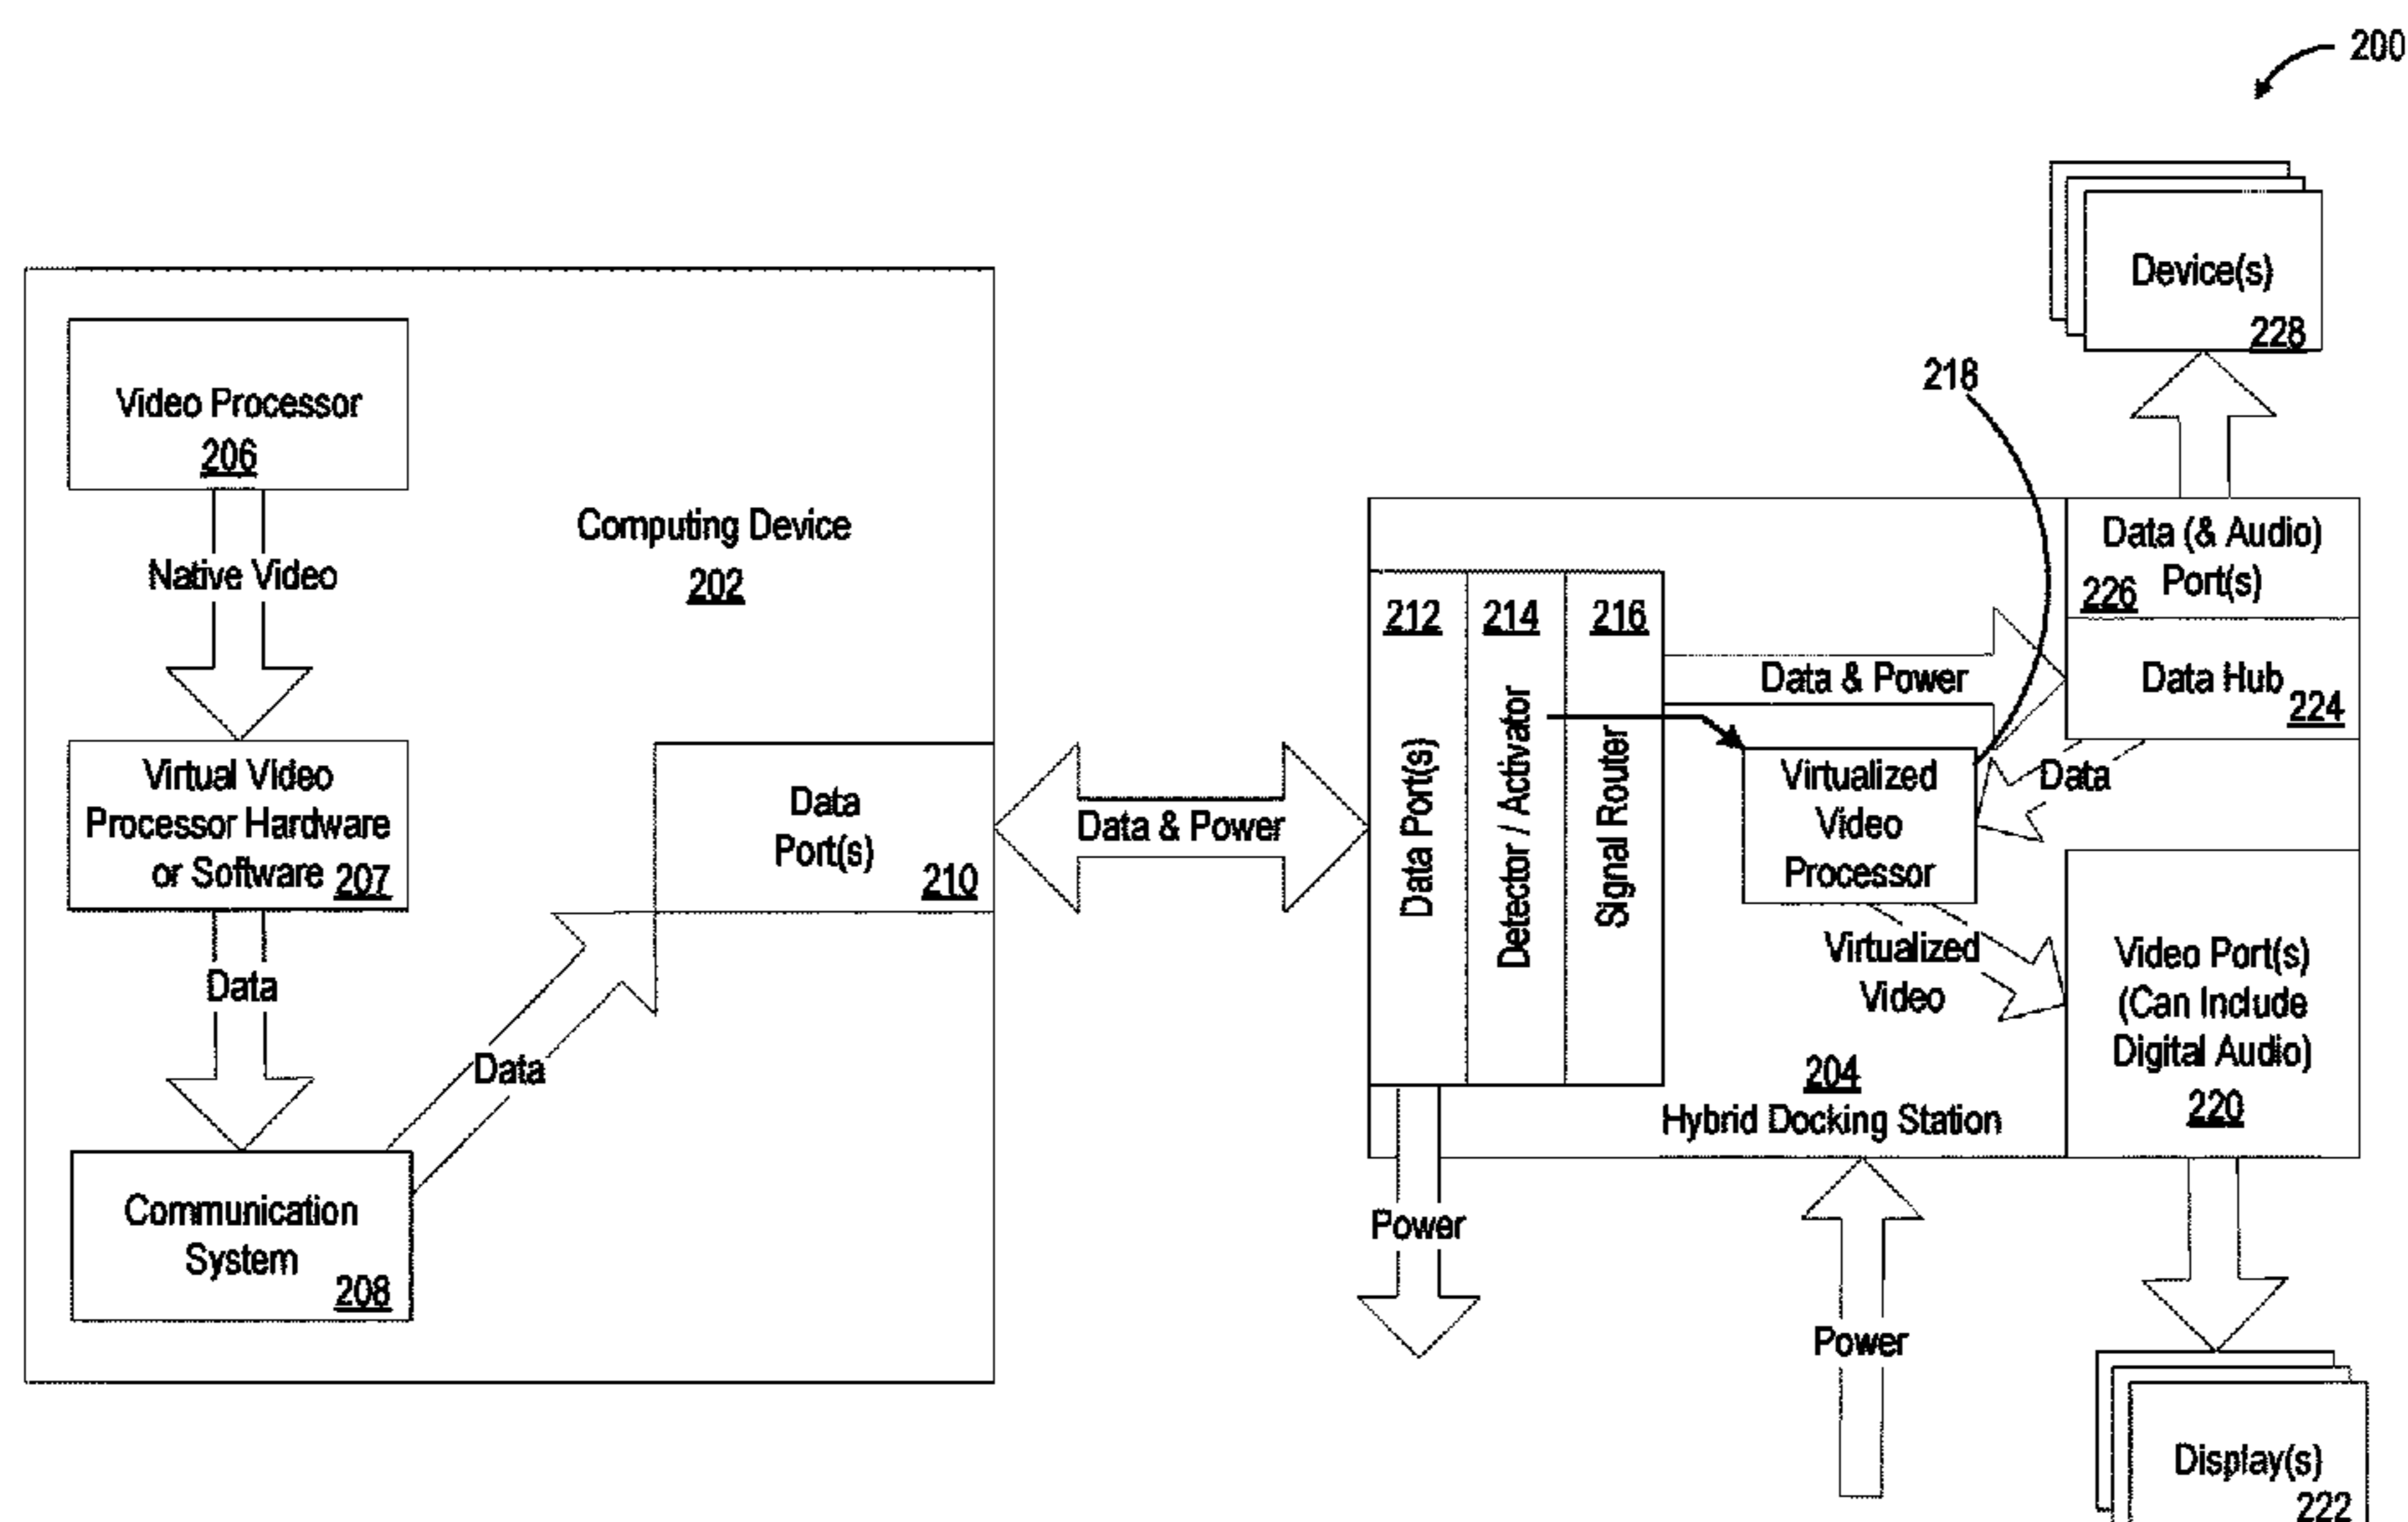 200
Device(s)
228
218
Video Processor
206
Native Video
Computing Device
202
Virtual Video
Processor Hardware
or Software 207
Data
Communication
System
208
Data
Data
Port(s)
210
Data & Power
212
Data Port(s)
214
Detector / Activator
216
Signal Router
Data & Power
Data (& Audio)
226 Port(s)
Data Hub
224
Data
Virtualized
Video
Processor
Virtualized
Video
Video Port(s)
(Can Include
Digital Audio)
220
204
Hybrid Docking Station
Power
Power
Display(s)
222